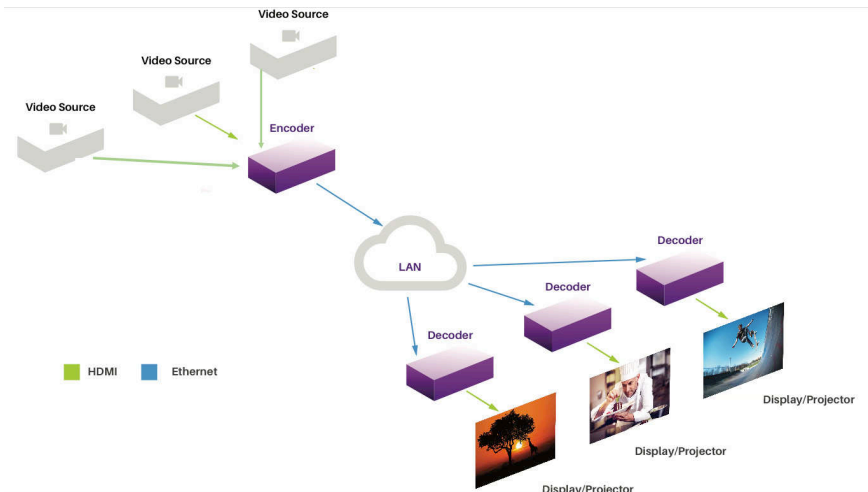 Video Source
Video Source
Video Source
Encoder
LAN
Decoder
Decoder
Decoder
HDMI
Ethernet
Display/Projector
Display/Projector
Display/Projector